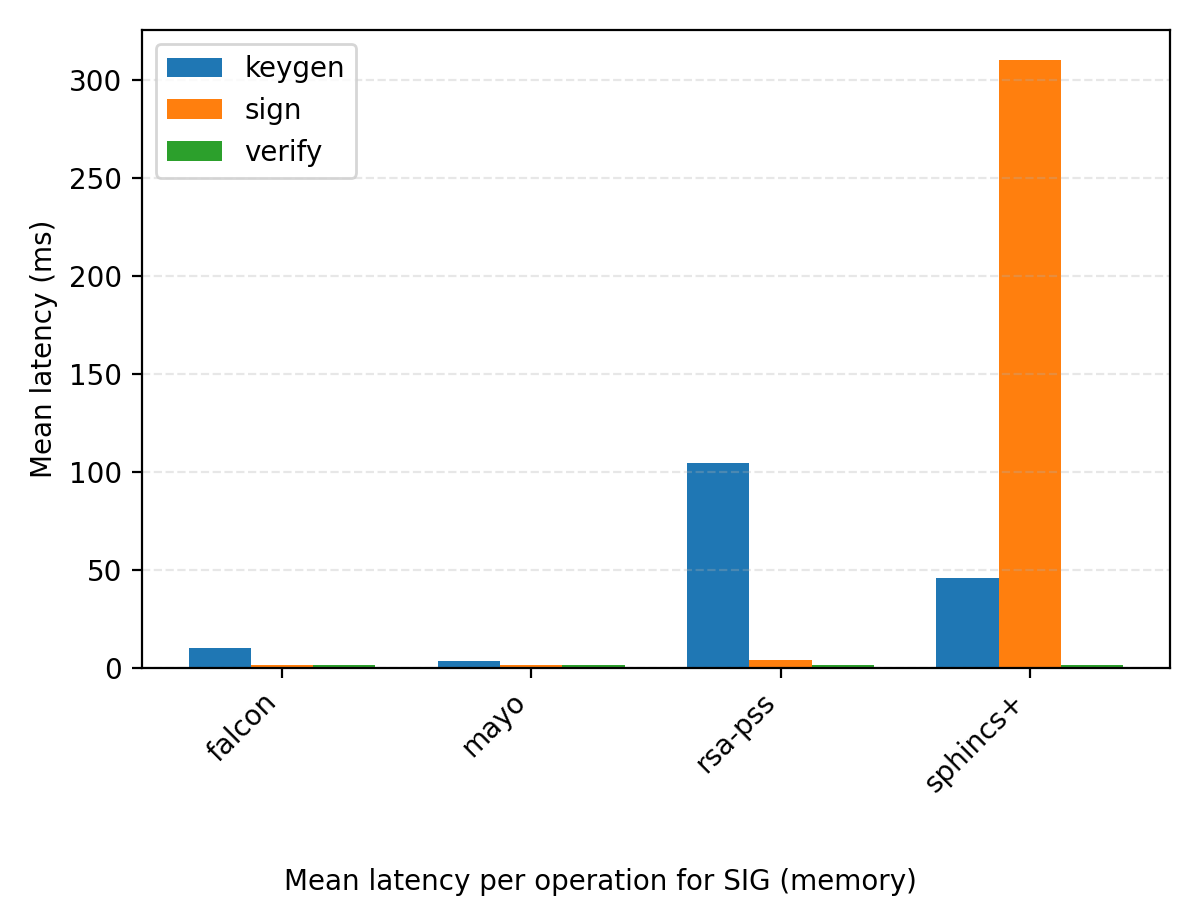 keygen
sign
verify
Mean latency (ms)
300
250
200
150
100
50
0
falcon
mayo
rsa-pss
sphincs+
Mean latency per operation for SIG (memory)